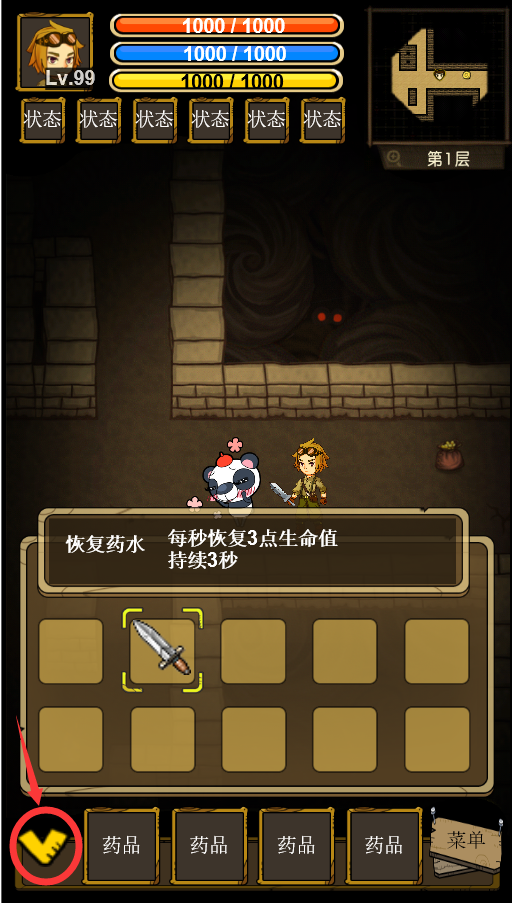 1000 / 1000
1000 / 1000
1000 / 1000
Lv.99
状态 状态 状态 状态 状态 状态
第1层
恢复药水 每秒恢复3点生命值
持续3秒
药品 药品 药品 药品 菜单